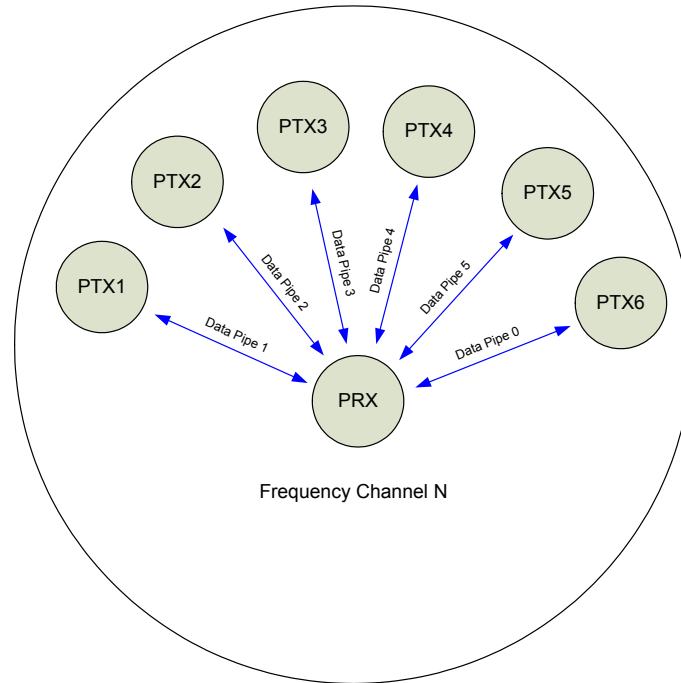 PTX3
PTX4
PTX2
PTX5
PTX1
PTX6
Data Pipe 1
Data Pipe 2
Data Pipe 3
Data Pipe 4
Data Pipe 5
Data Pipe 0
PRX
Frequency Channel N